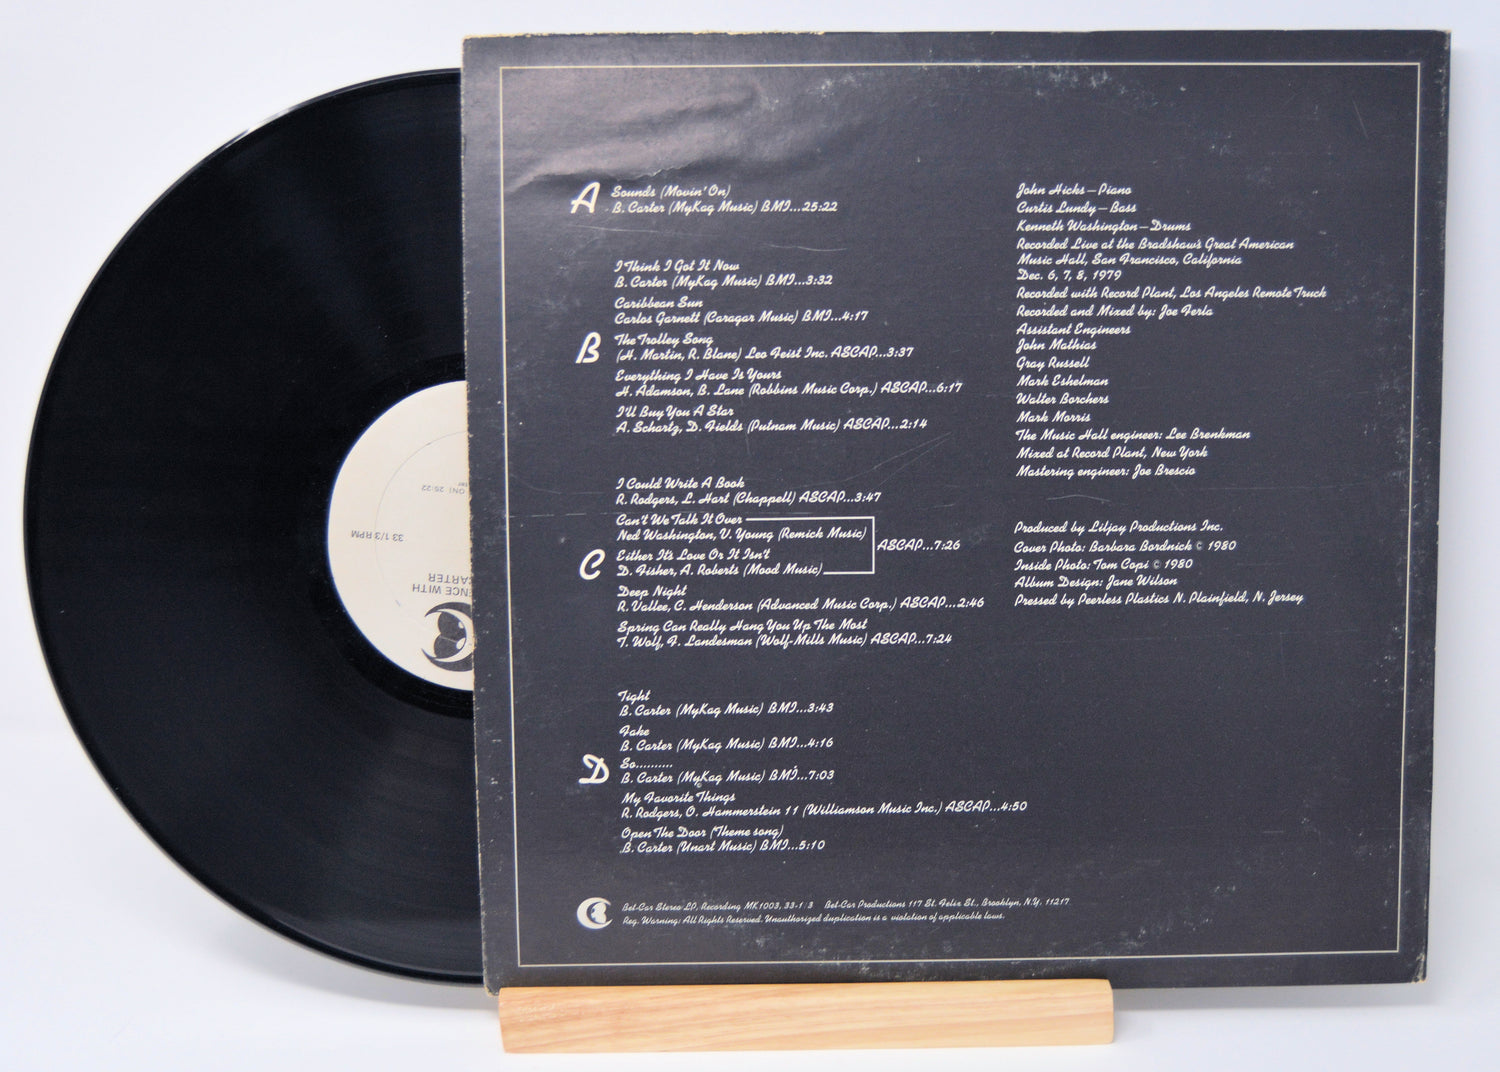 A
Sounds (Movin' On)
B. Carter (MyKag Music) BMI...25:22
I Think I Got It Now
B. Carter (MyKag Music) BMI...3:32
Caribbean Sun
Carlos Garnett (Caragar Music) BMI...4:17
B
The Trolley Song
(H. Martin, R. Blane) Leo Feist Inc. ASCAP...3:37
Everything I Have Is Yours
H. Adamson, B. Lane (Robbins Music Corp.) ASCAP...6:17
I'll Buy You A Star
A. Schartz, D. Fields (Putnam Music) ASCAP...2:14
I Could Write A Book
R. Rodgers, L. Hart (Chappell) ASCAP...3:47
Can't We Talk It Over
Ned Washington, V. Young (Remick Music)
ASCAP...7:26
C
Either It's Love Or It Isn't
D. Fisher, A. Roberts (Mood Music)
Deep Night
R. Vallee, C. Henderson (Advanced Music Corp.) ASCAP...2:46
Spring Can Really Hang You Up The Most
T. Wolf, F. Landesman (Wolf-Mills Music) ASCAP...7:24
Tight
B. Carter (MyKag Music) BMI...3:43
Fake
B. Carter (MyKag Music) BMI...4:16
D
So..........
B. Carter (MyKag Music) BMI...7:03
My Favorite Things
R. Rodgers, O. Hammerstein 11 (Williamson Music Inc.) ASCAP...4:50
Open The Door (Theme song)
B. Carter (Unart Music) BMI...5:10
John Hicks—Piano
Curtis Lundy—Bass
Kenneth Washington—Drums
Recorded Live at the Bradshaw's Great American
Music Hall, San Francisco, California
Dec. 6, 7, 8, 1979
Recorded with Record Plant, Los Angeles Remote Truck
Recorded and Mixed by: Joe Ferla
Assistant Engineers
John Mathias
Gray Russell
Mark Eshelman
Walter Borchers
Mark Morris
The Music Hall engineer: Lee Brenkman
Mixed at Record Plant, New York
Mastering engineer: Joe Brescio
Produced by Liljay Productions Inc.
Cover Photo: Barbara Bordnick © 1980
Inside Photo: Tom Copi © 1980
Album Design: Jane Wilson
Pressed by Peerless Plastics N. Plainfield, N. Jersey
Bet-Car Stereo LP, Recording MK1003, 33-1/3 Bet-Car Productions 117 St. Felix St., Brooklyn, N.Y. 11217
Reg. Warning: All Rights Reserved. Unauthorized duplication is a violation of applicable laws.
ENCE WITH
CARTER
33 1/3 RPM
ON) 25:22